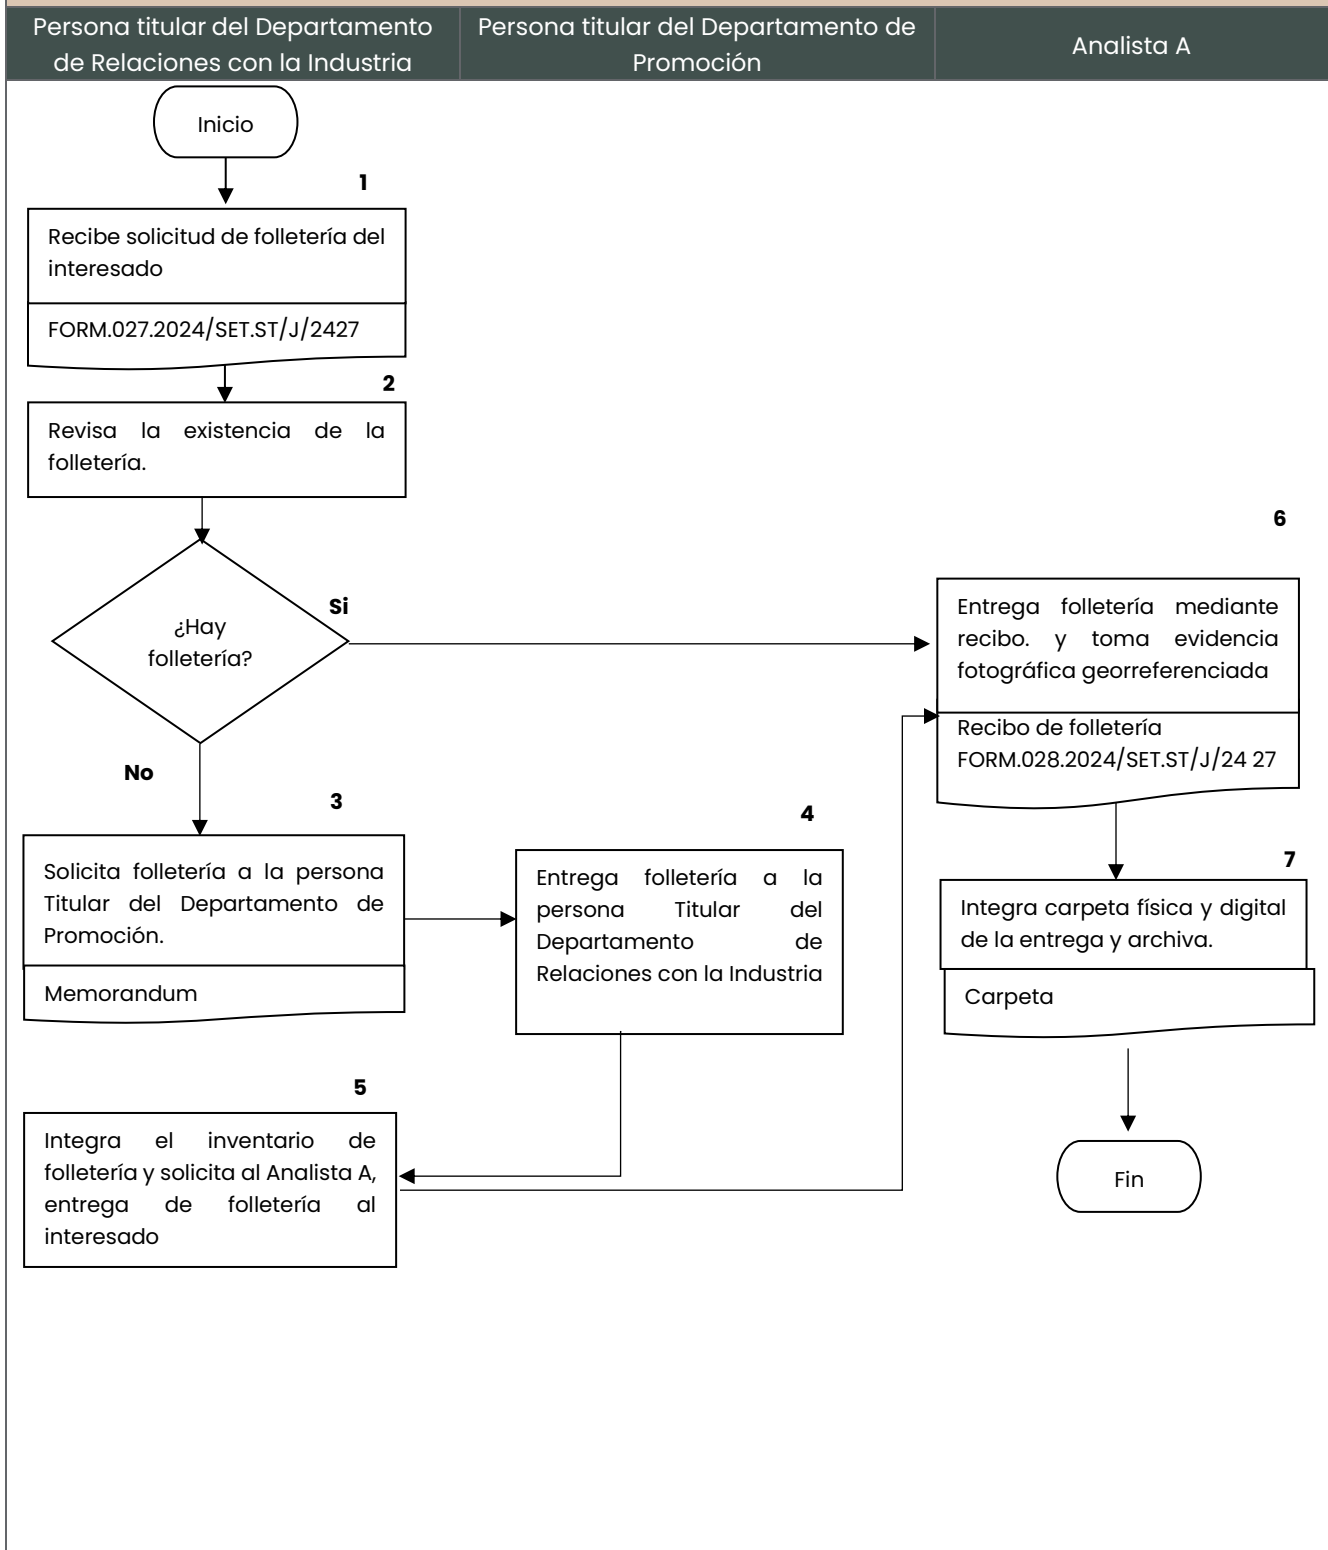 Persona titular del Departamento
de Relaciones con la Industria
Persona titular del Departamento de
Promoción
Analista A
Inicio
1
Recibe solicitud de folletería del
interesado
FORM.027.2024/SET.ST/J/2427
2
Revisa la existencia de la
folletería.
¿Hay
folletería?
Si
No
3
Solicita folletería a la persona
Titular del Departamento de
Promoción.
Memorandum
4
Entrega folletería a la
persona Titular del
Departamento de
Relaciones con la Industria
5
Integra el inventario de
folletería y solicita al Analista A,
entrega de folletería al
interesado
6
Entrega folletería mediante
recibo. y toma evidencia
fotográfica georreferenciada
Recibo de folletería
FORM.028.2024/SET.ST/J/24 27
7
Integra carpeta física y digital
de la entrega y archiva.
Carpeta
Fin